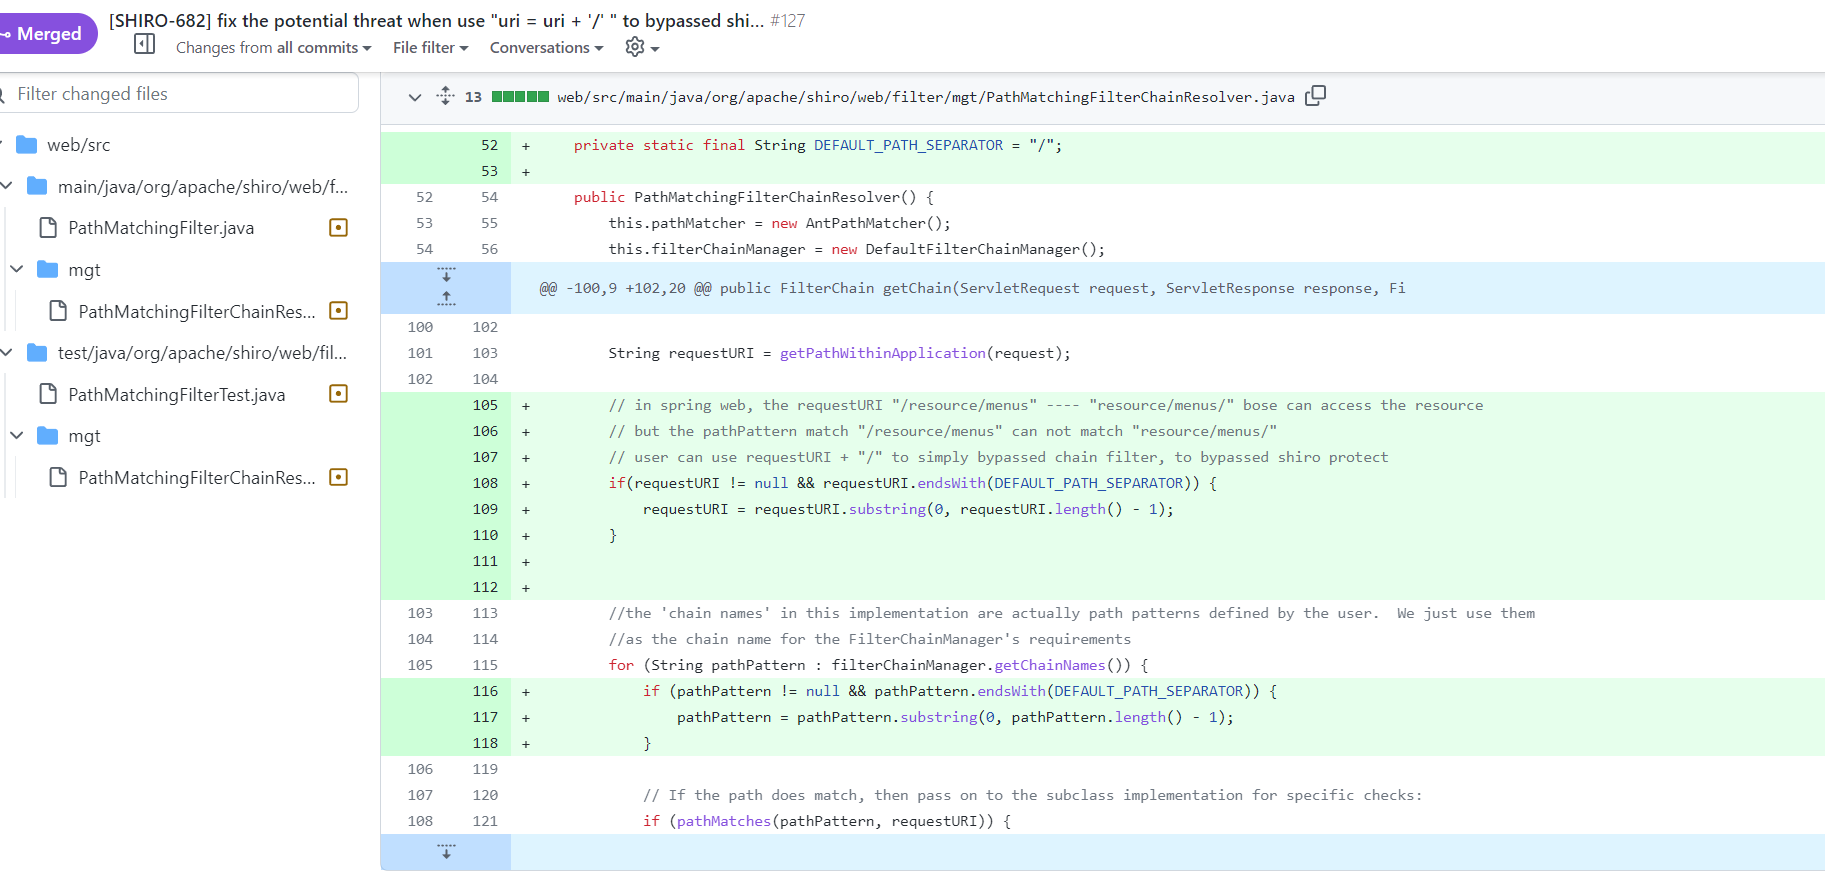 Merged
[SHIRO-682] fix the potential threat when use "uri = uri + '/' " to bypassed shi... #127
Changes from all commits
File filter
Conversations
Filter changed files
web/src
main/java/org/apache/shiro/web/f...
PathMatchingFilter.java
mgt
PathMatchingFilterChainRes...
test/java/org/apache/shiro/web/fil...
PathMatchingFilterTest.java
mgt
PathMatchingFilterChainRes...
13 web/src/main/java/org/apache/shiro/web/filter/mgt/PathMatchingFilterChainResolver.java
52 + private static final String DEFAULT_PATH_SEPARATOR = "/";
53 +
52 54 public PathMatchingFilterChainResolver() {
53 55 this.pathMatcher = new AntPathMatcher();
54 56 this.filterChainManager = new DefaultFilterChainManager();
@@ -100,9 +102,20 @@ public FilterChain getChain(ServletRequest request, ServletResponse response, Fi
100 102
101 103 String requestURI = getPathWithinApplication(request);
102 104
105 + // in spring web, the requestURI "/resource/menus" ---- "resource/menus/" bose can access the resource
106 + // but the pathPattern match "/resource/menus" can not match "resource/menus/"
107 + // user can use requestURI + "/" to simply bypassed chain filter, to bypassed shiro protect
108 + if(requestURI != null && requestURI.endsWith(DEFAULT_PATH_SEPARATOR)) {
109 + requestURI = requestURI.substring(0, requestURI.length() - 1);
110 + }
111 +
112 +
103 113 //the 'chain names' in this implementation are actually path patterns defined by the user.  We just use them
104 114 //as the chain name for the FilterChainManager's requirements
105 115 for (String pathPattern : filterChainManager.getChainNames()) {
116 + if (pathPattern != null && pathPattern.endsWith(DEFAULT_PATH_SEPARATOR)) {
117 + pathPattern = pathPattern.substring(0, pathPattern.length() - 1);
118 + }
106 119
107 120 // If the path does match, then pass on to the subclass implementation for specific checks:
108 121 if (pathMatches(pathPattern, requestURI)) {